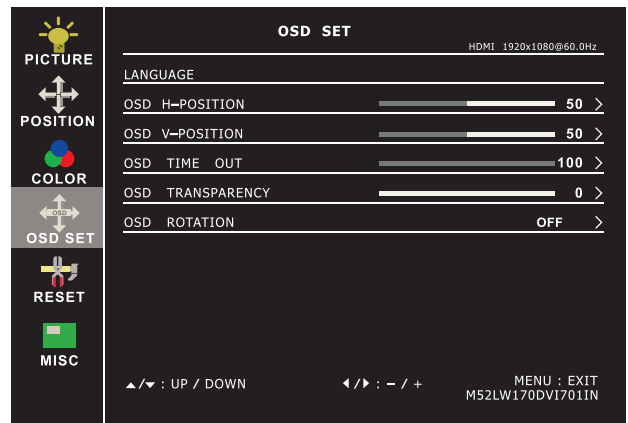 PICTURE
POSITION
COLOR
OSD
OSD SET
RESET
MISC
OSD SET
HDMI 1920x1080@60.0Hz
LANGUAGE
OSD H-POSITION 50 >
OSD V-POSITION 50 >
OSD TIME OUT 100 >
OSD TRANSPARENCY 0 >
OSD ROTATION OFF >
▲/▼ : UP / DOWN ◀/▶ : - / + MENU : EXIT
M52LW170DVI701IN